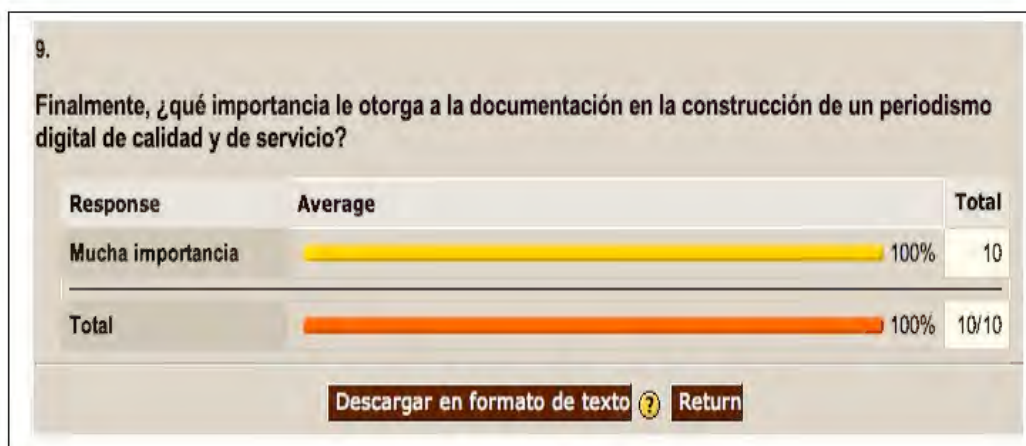 9.
Finalmente, ¿qué importancia le otorga a la documentación en la construcción de un periodismo
digital de calidad y de servicio?
Response Average Total
Mucha importancia 100% 10
Total 100% 10/10
Descargar en formato de texto ? Return